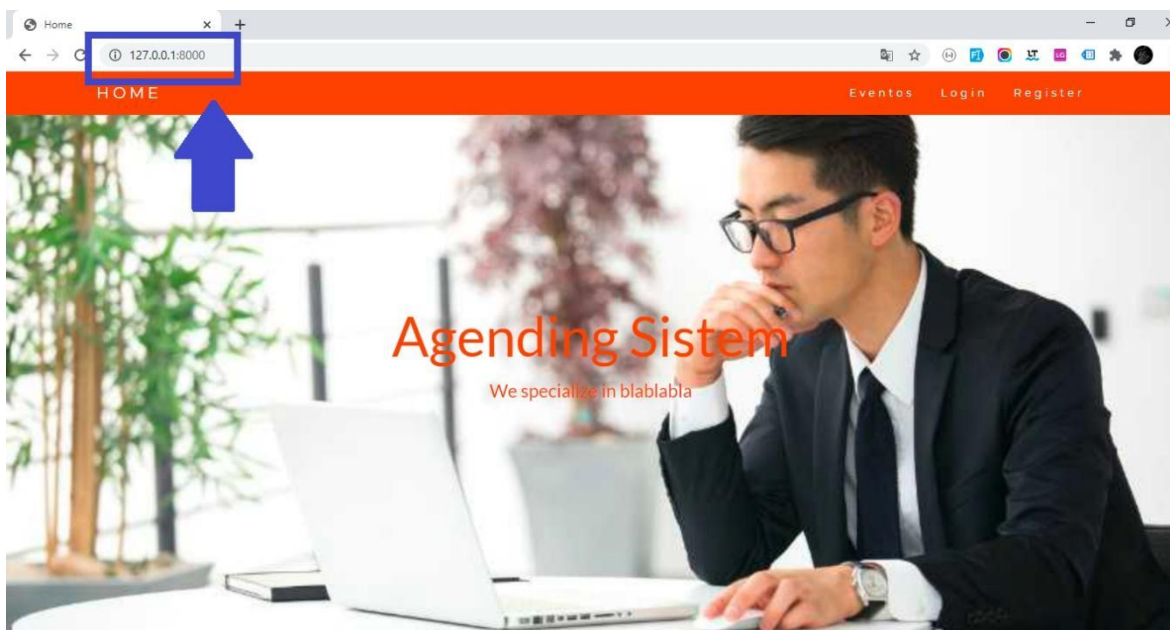 Home
127.0.0.1:8000
HOME
Eventos Login Register
Agending Sistem
We specialize in blablabla